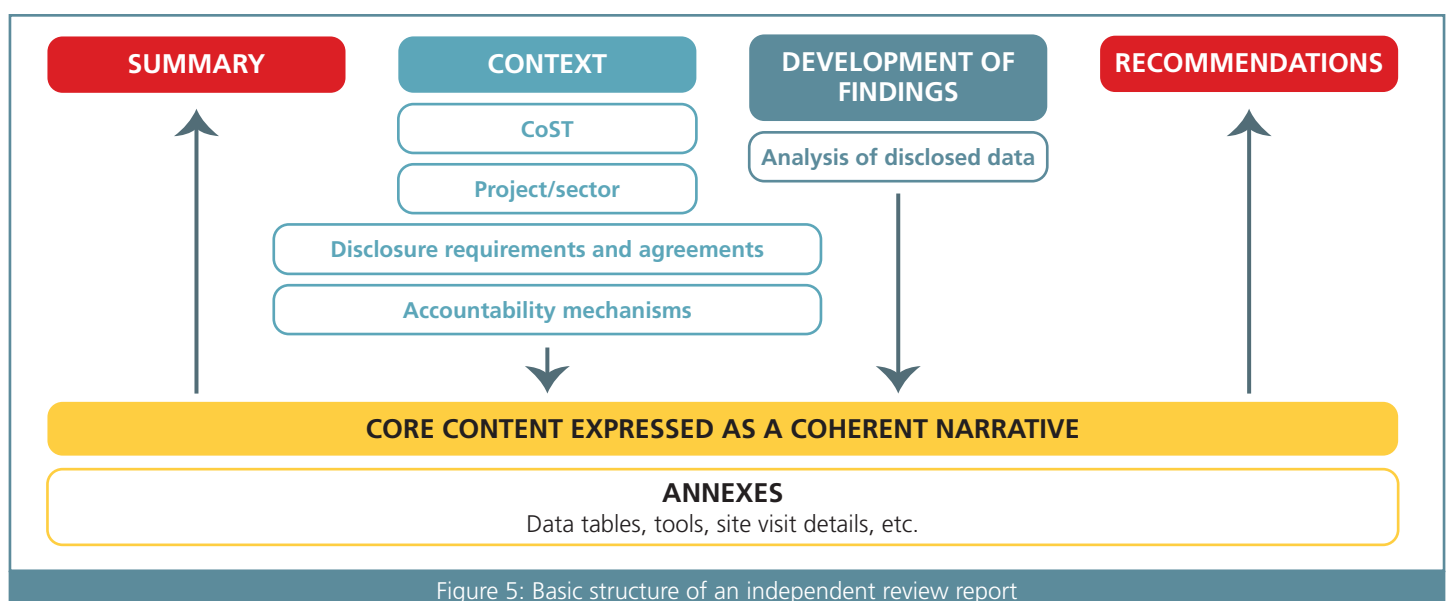 SUMMARY
CONTEXT
CoST
Project/sector
Disclosure requirements and agreements
Accountability mechanisms
DEVELOPMENT OF
FINDINGS
Analysis of disclosed data
RECOMMENDATIONS
CORE CONTENT EXPRESSED AS A COHERENT NARRATIVE
ANNEXES
Data tables, tools, site visit details, etc.
Figure 5: Basic structure of an independent review report